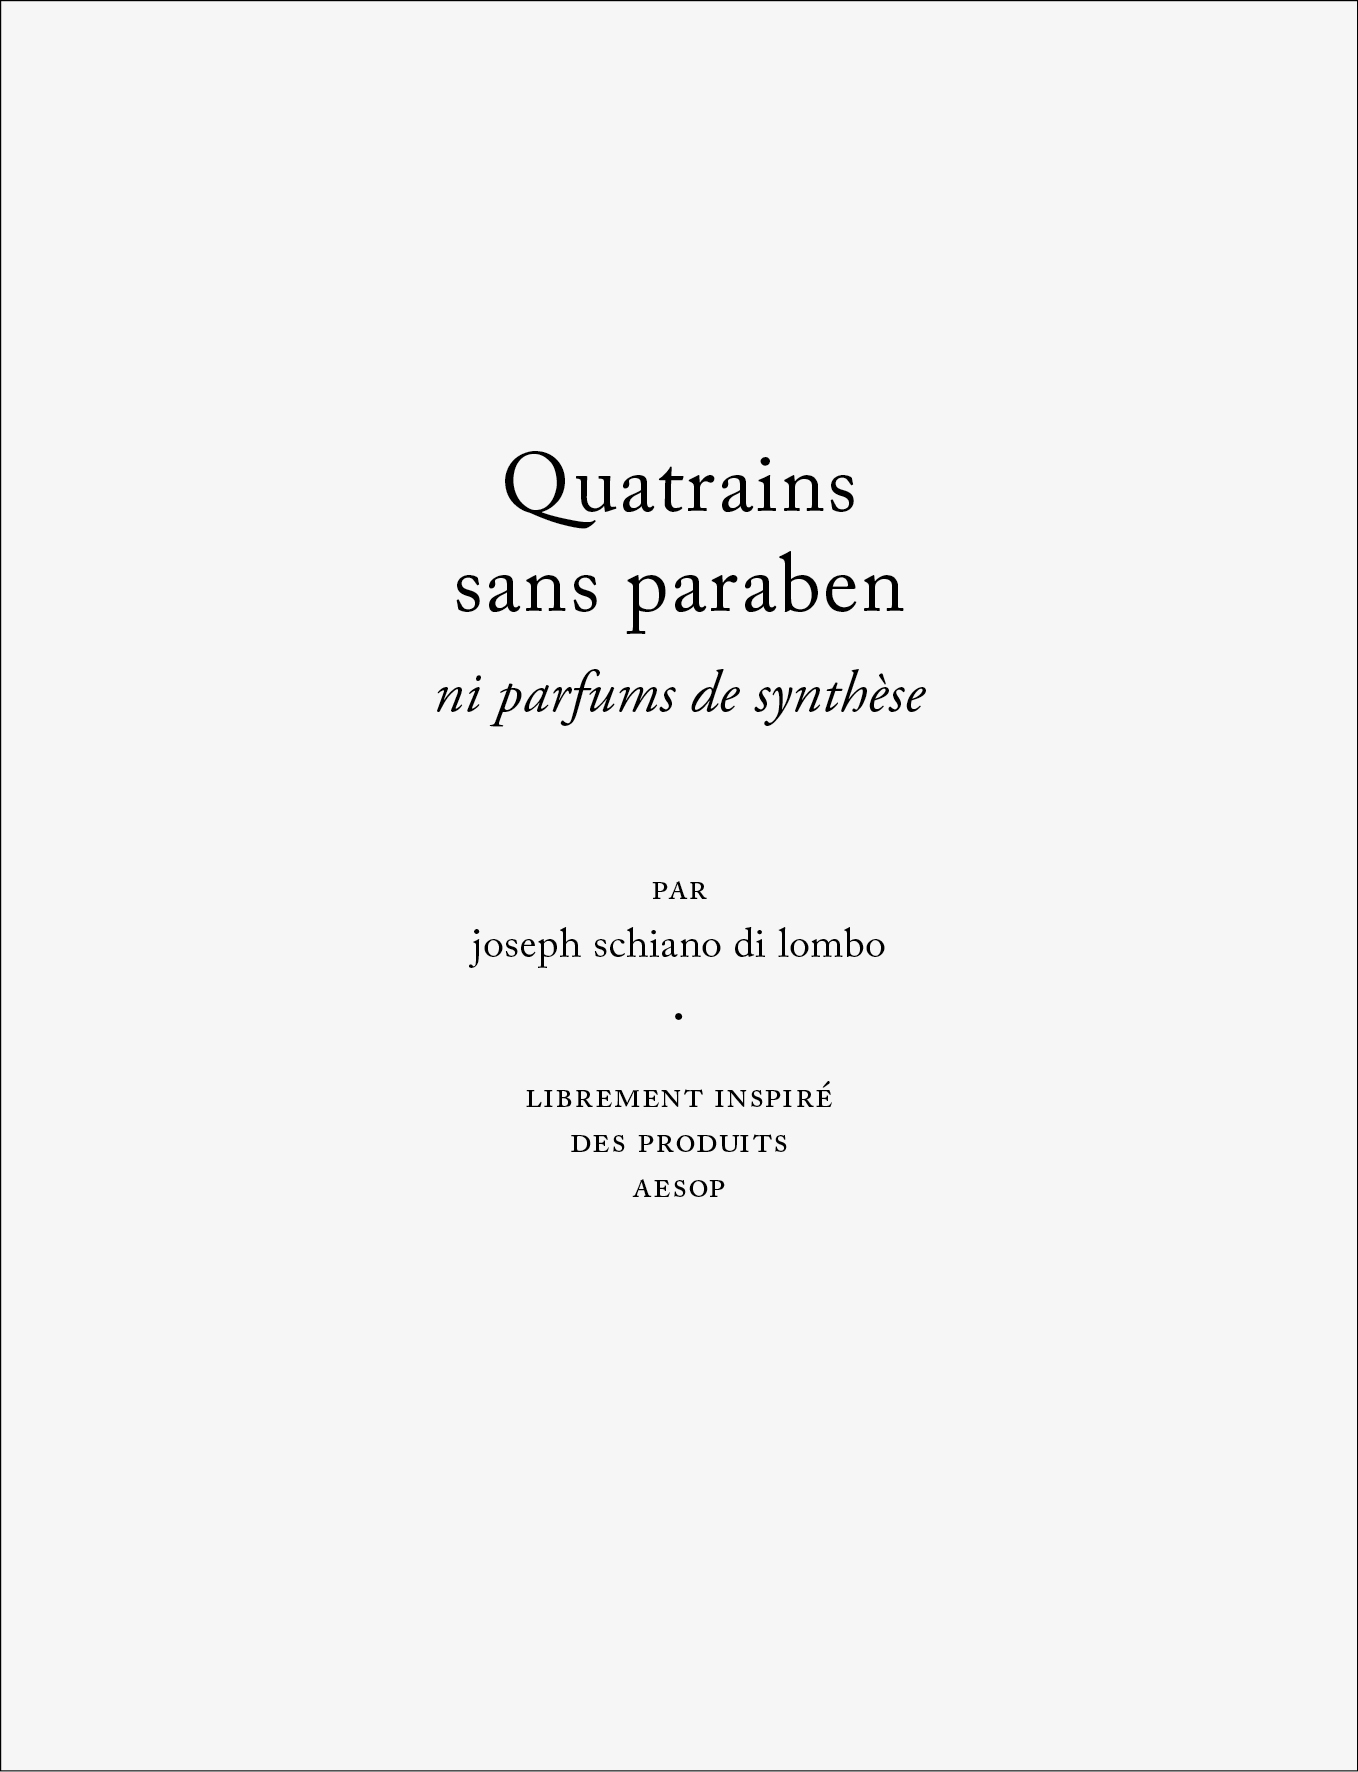 Quatrains
sans paraben
ni parfums de synthèse
PAR
joseph schiano di lombo
.
LIBREMENT INSPIRÉ
DES PRODUITS
AESOP